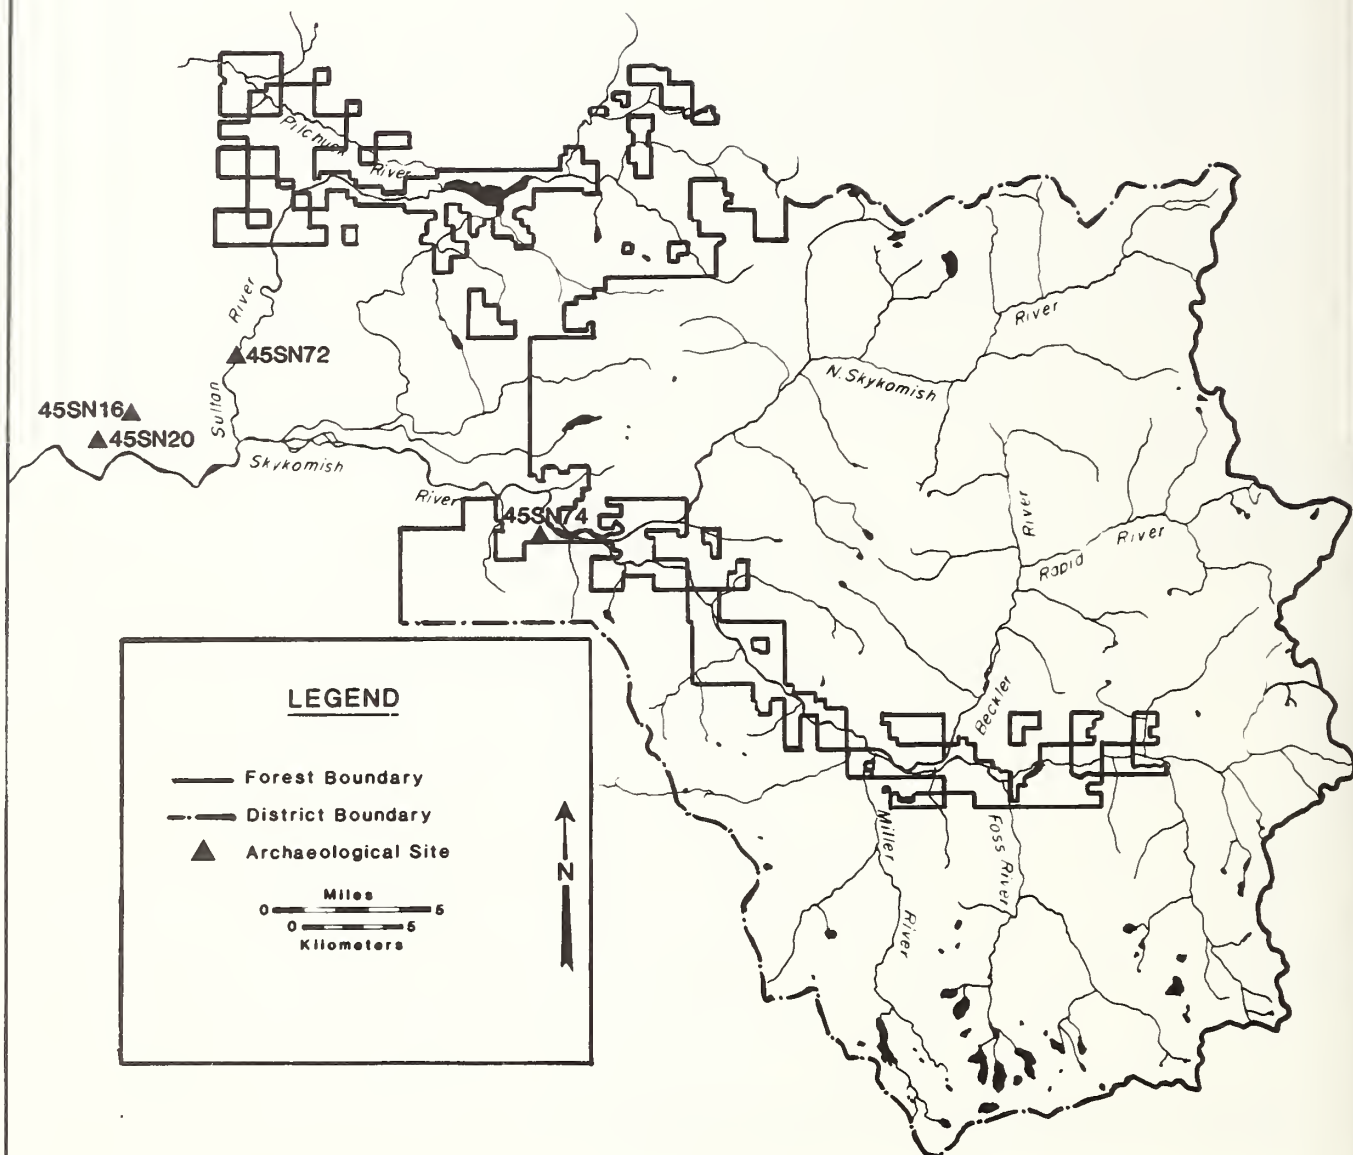 Pilchuck
River
River
Sultan
45SN72
45SN16
45SN20
Skykomish
River
45SN74
N. Skykomish
River
River
Rapid
River
Beckler
Miller
River
Foss River
LEGEND
Forest Boundary
District Boundary
Archaeological Site
Miles
0 5
0 5
Kilometers
N